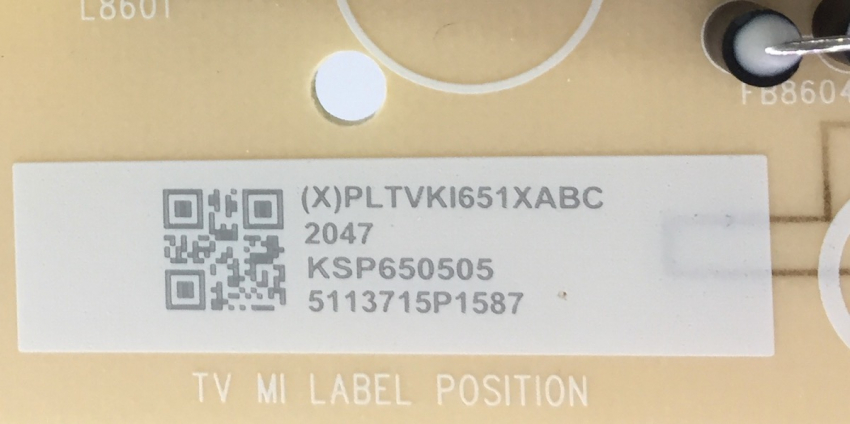 L8601
FB8604
(X)PLTVKI651XABC
2047
KSP650505
5113715P1587
TV MI LABEL POSITION